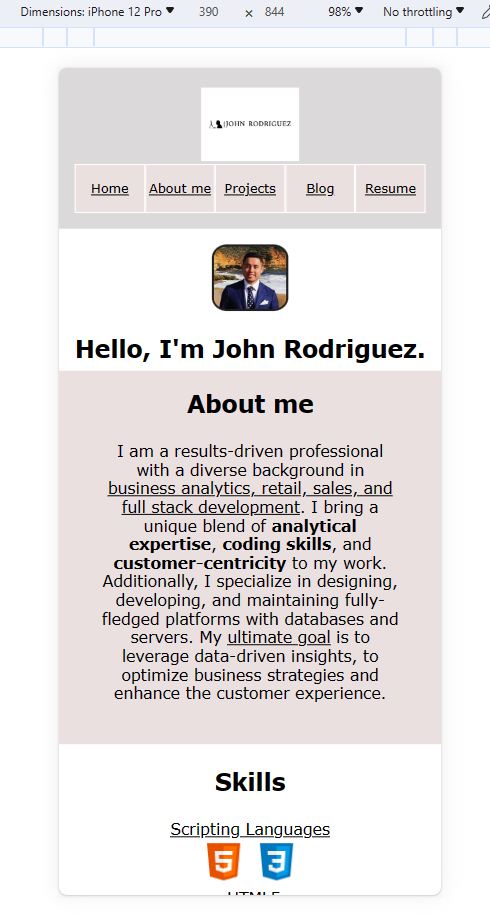 Dimensions: iPhone 12 Pro 390 × 844 98% No throttling
JOHN RODRIGUEZ
Home About me Projects Blog Resume
Hello, I'm John Rodriguez.
About me
I am a results-driven professional
with a diverse background in
business analytics, retail, sales, and
full stack development. I bring a
unique blend of analytical
expertise, coding skills, and
customer-centricity to my work.
Additionally, I specialize in designing,
developing, and maintaining fully-
fledged platforms with databases and
servers. My ultimate goal is to
leverage data-driven insights, to
optimize business strategies and
enhance the customer experience.
Skills
Scripting Languages
5 3
HTML5